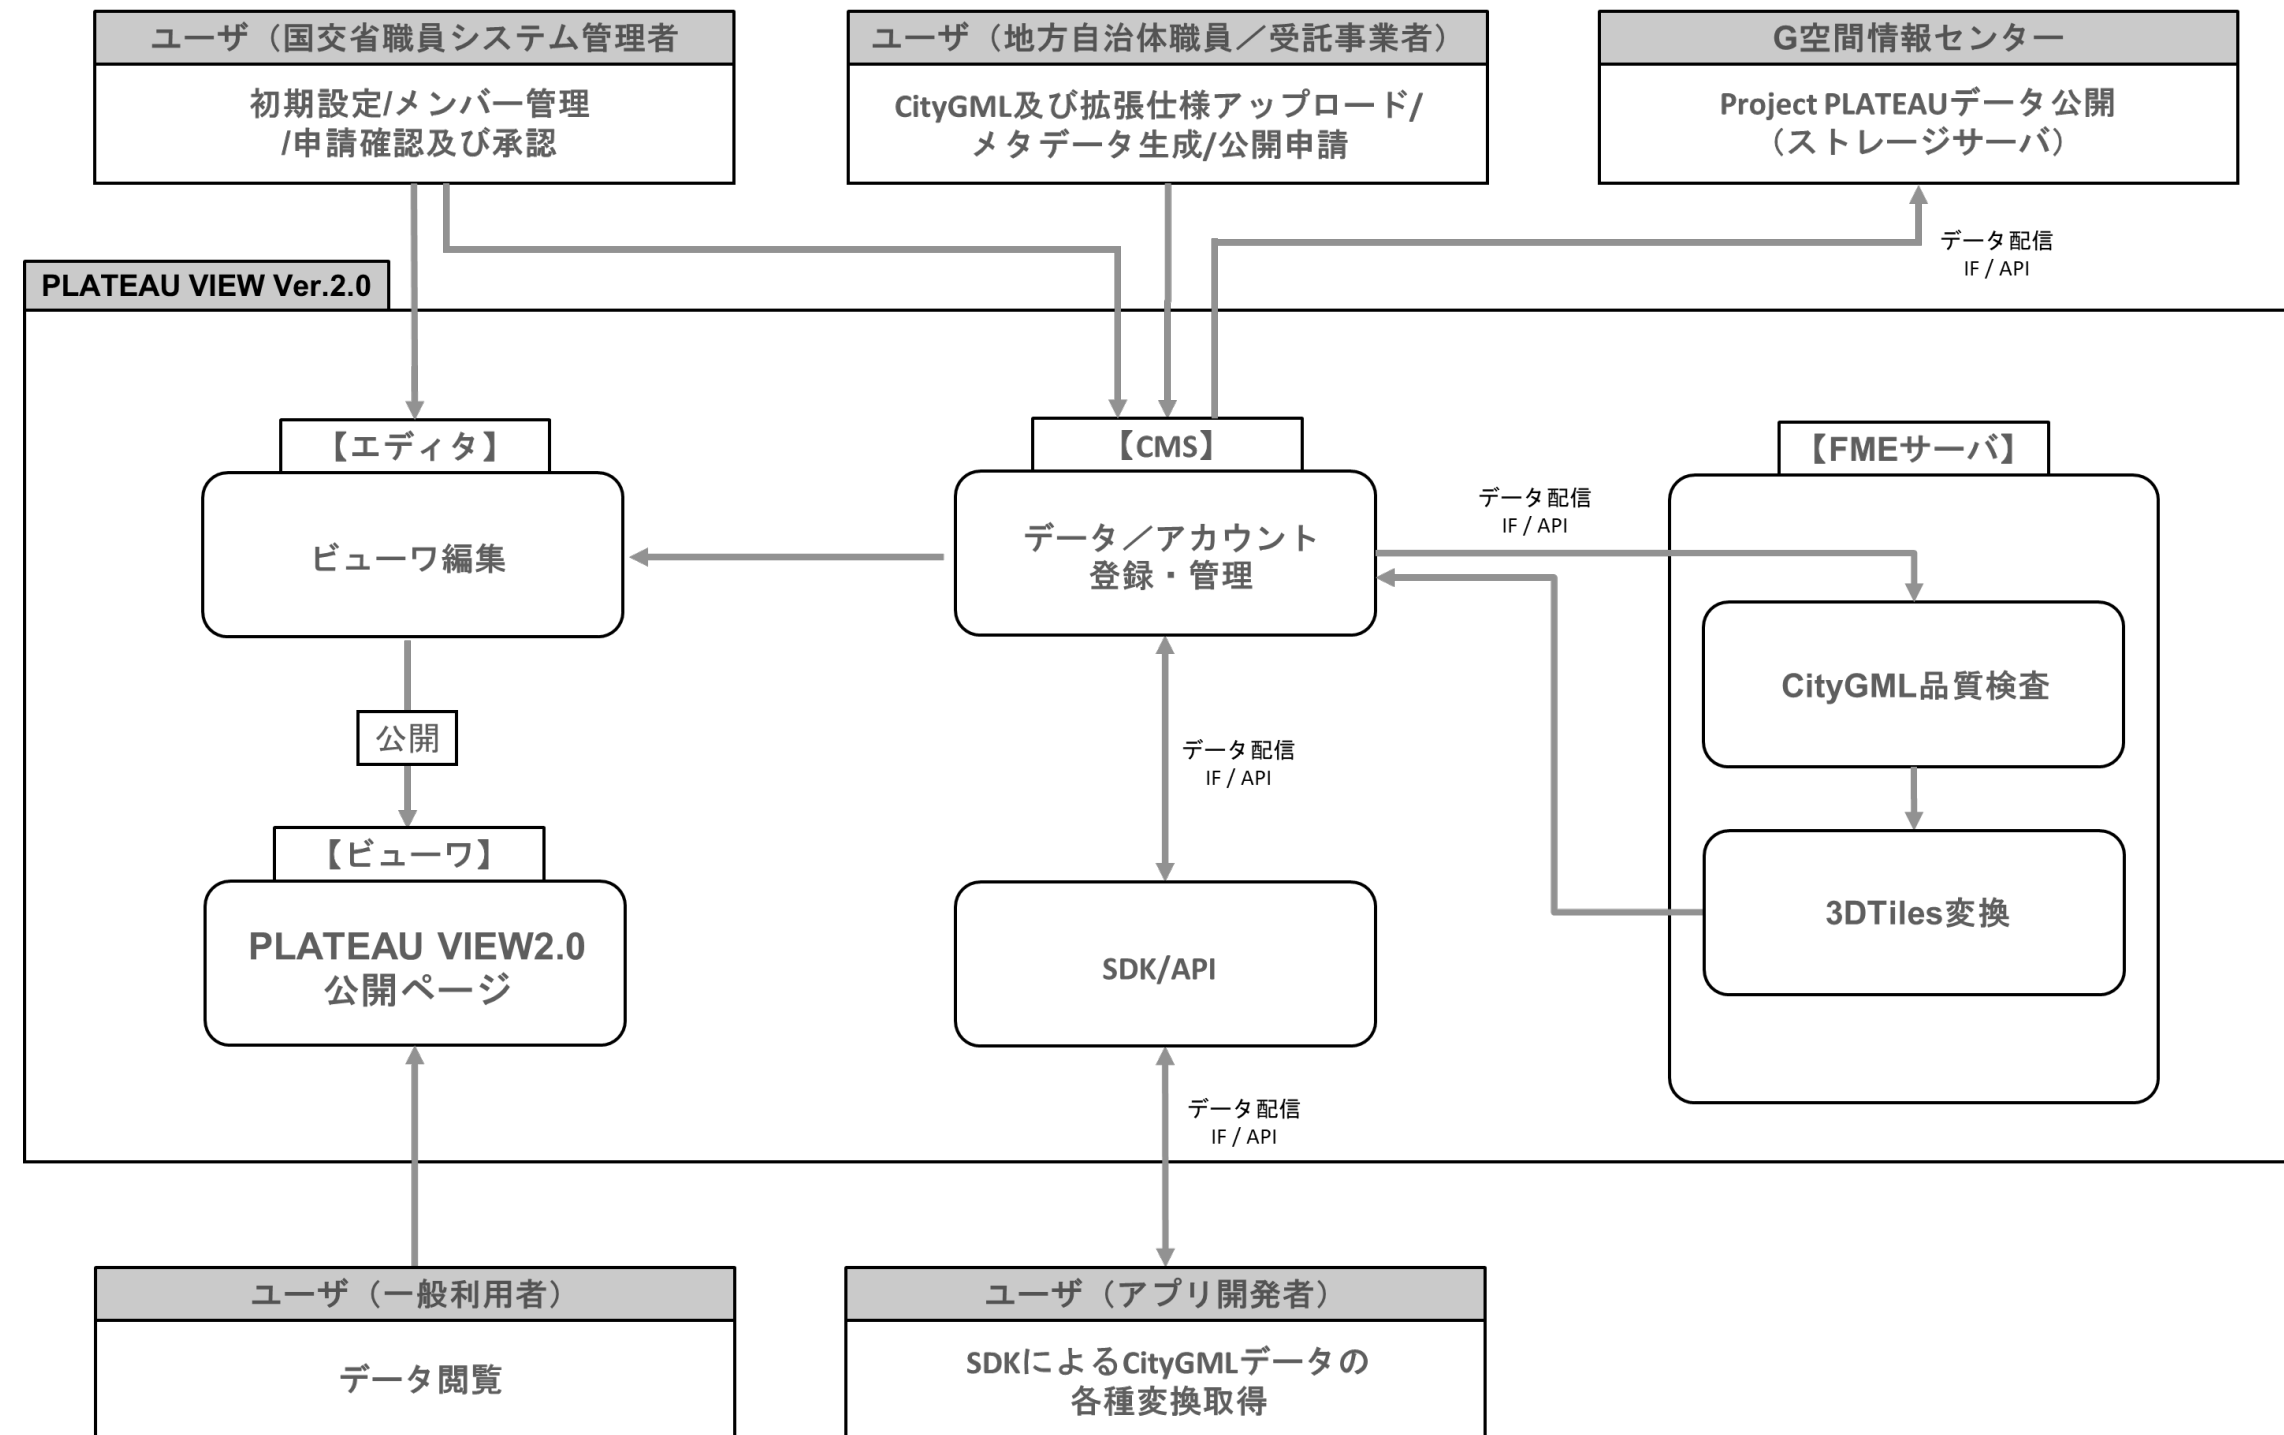 ユーザ（国交省職員システム管理者
初期設定/メンバー管理
/申請確認及び承認
ユーザ（地方自治体職員／受託事業者）
CityGML及び拡張仕様アップロード/
メタデータ生成/公開申請
G空間情報センター
Project PLATEAUデータ公開
（ストレージサーバ）
データ配信
IF / API
PLATEAU VIEW Ver.2.0
【エディタ】
ビューワ編集
【CMS】
データ／アカウント
登録・管理
データ配信
IF / API
【FMEサーバ】
CityGML品質検査
3DTiles変換
公開
【ビューワ】
PLATEAU VIEW2.0
公開ページ
データ配信
IF / API
SDK/API
データ配信
IF / API
ユーザ（一般利用者）
データ閲覧
ユーザ（アプリ開発者）
SDKによるCityGMLデータの
各種変換取得